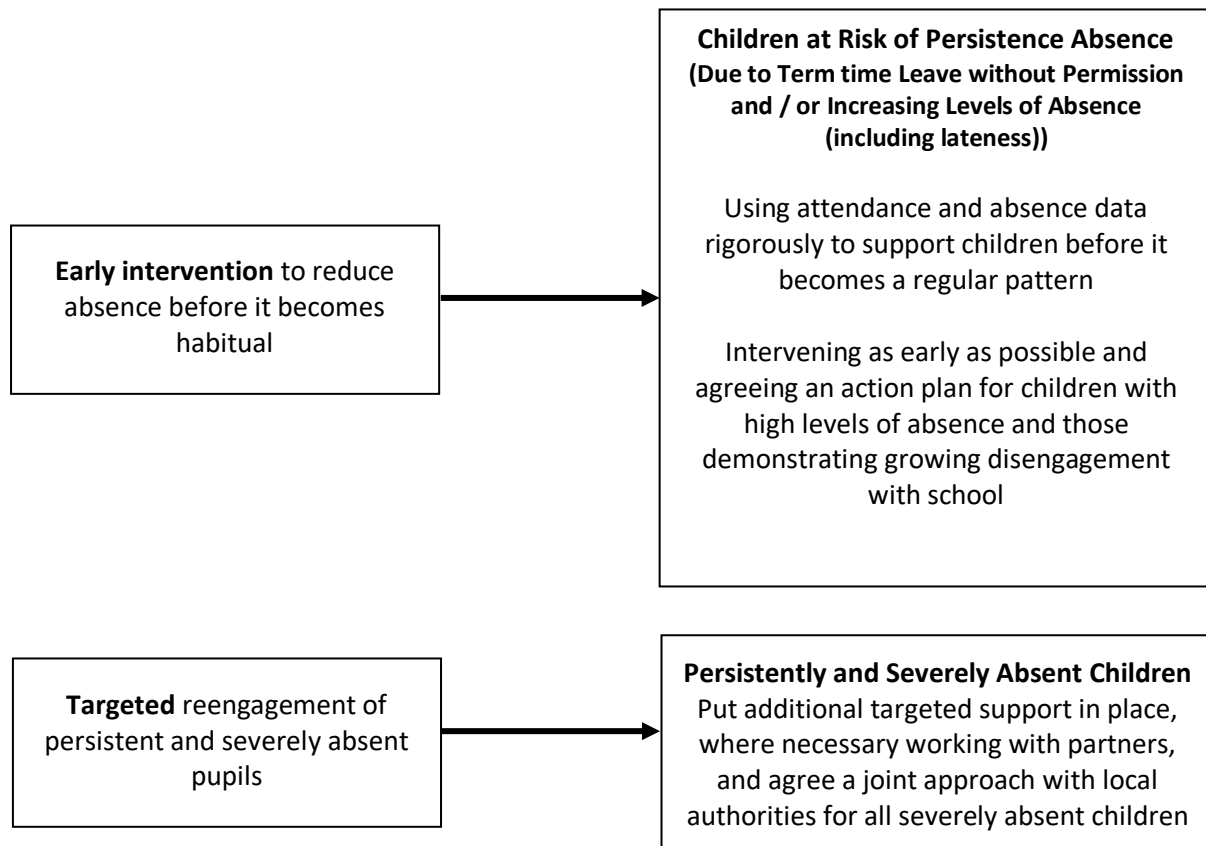 Children at Risk of Persistence Absence
(Due to Term time Leave without Permission
and / or Increasing Levels of Absence
(including lateness))
Using attendance and absence data
rigorously to support children before it
becomes a regular pattern
Intervening as early as possible and
agreeing an action plan for children with
high levels of absence and those
demonstrating growing disengagement
with school
Early intervention to reduce
absence before it becomes
habitual
Targeted reengagement of
persistent and severely absent
pupils
Persistently and Severely Absent Children
Put additional targeted support in place,
where necessary working with partners,
and agree a joint approach with local
authorities for all severely absent children